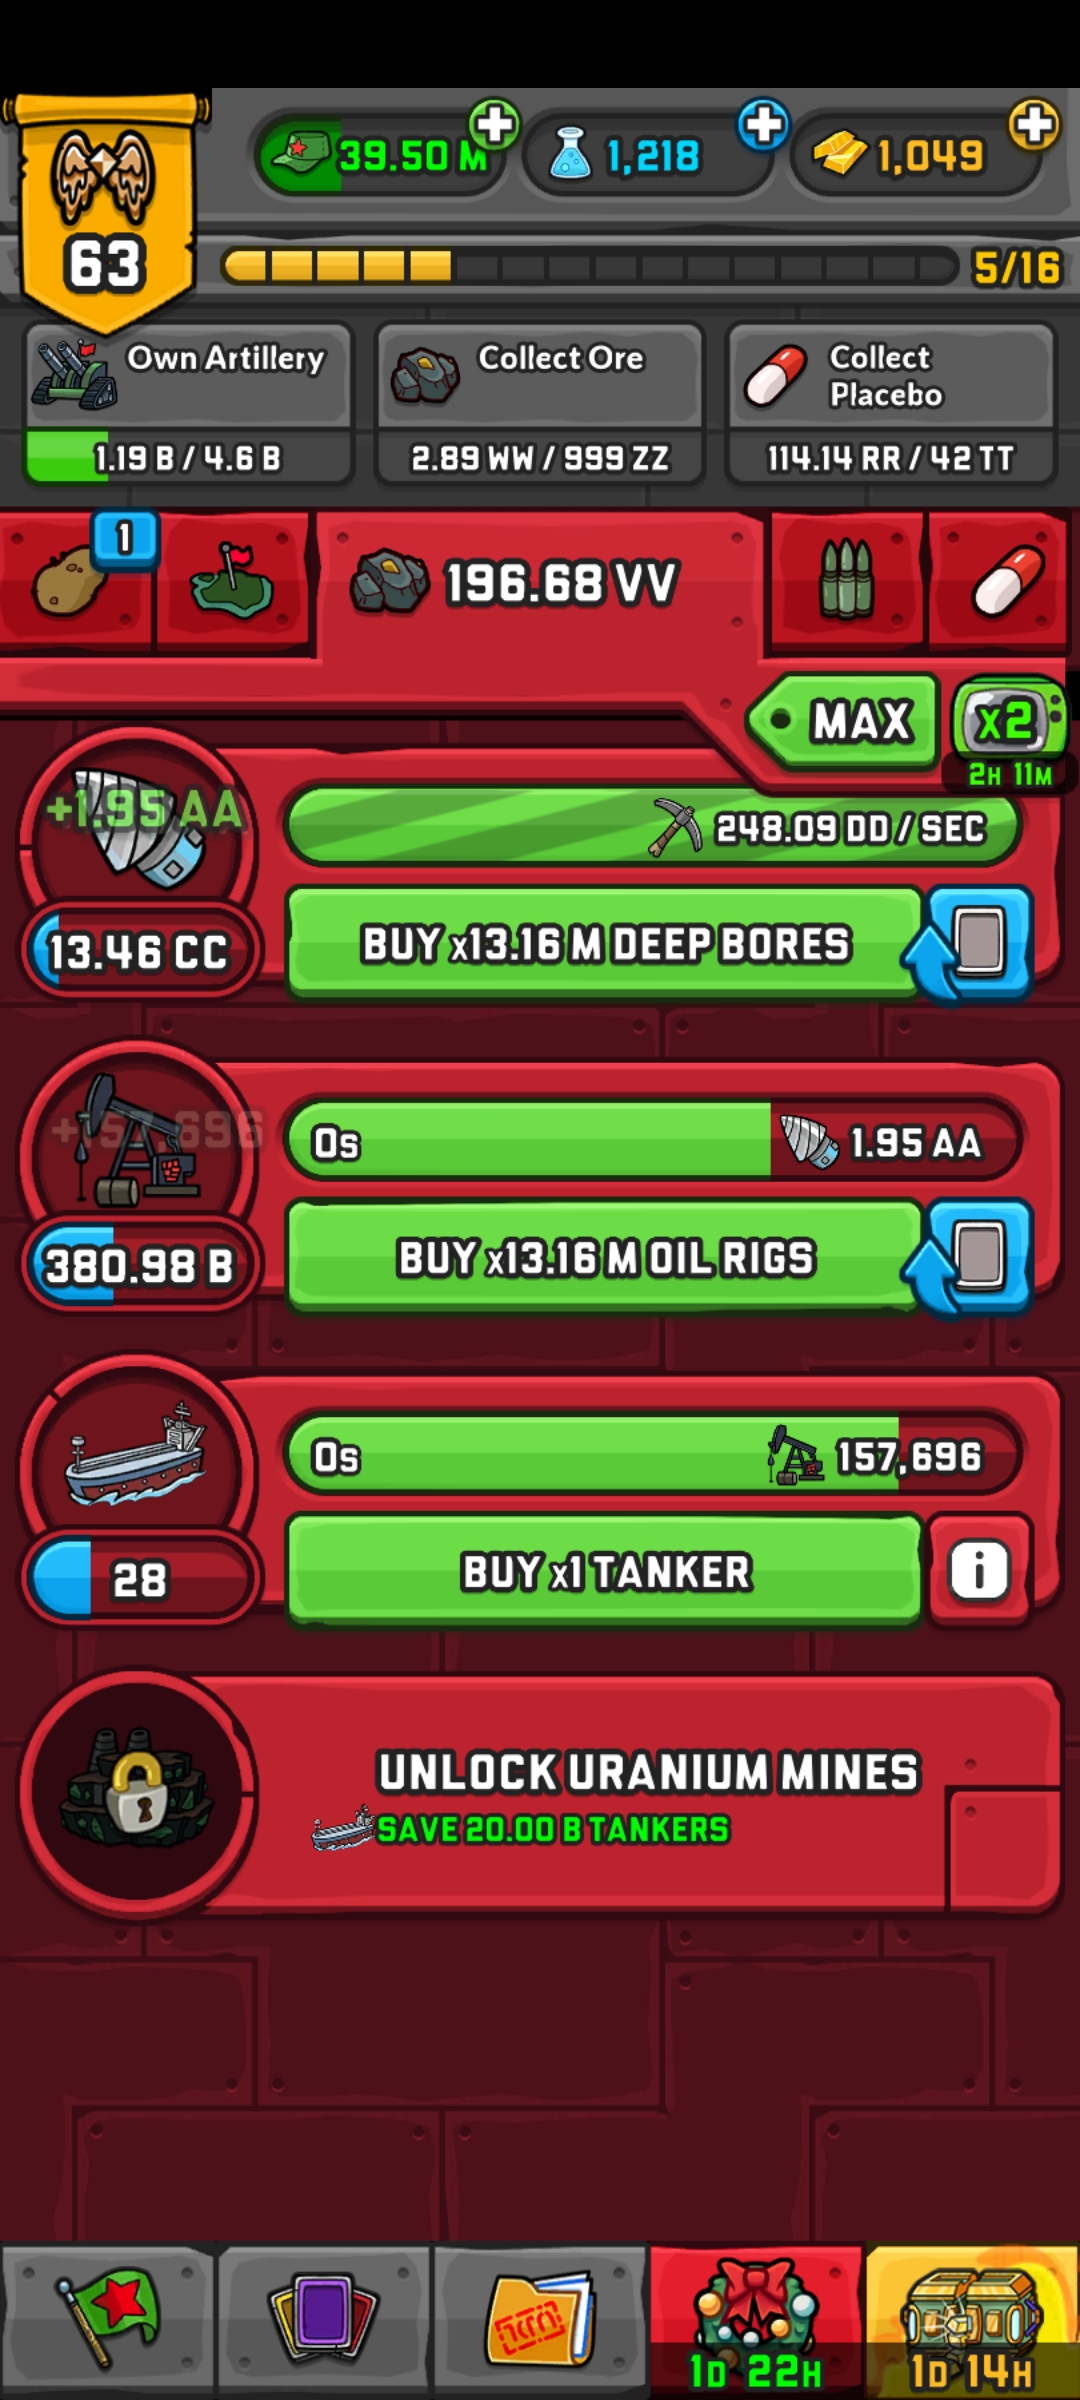 39.50 M
1,218
1,049
63
5/16
Own Artillery
1.19 B / 4.6 B
Collect Ore
2.89 WW / 999 ZZ
Collect
Placebo
114.14 RR / 42 TT
1
196.68 VV
MAX
x2
2H 11M
+1.95 AA
248.09 DD / SEC
13.46 CC
BUY x13.16 M DEEP BORES
+157,696
0s
1.95 AA
380.98 B
BUY x13.16 M OIL RIGS
0s
157,696
28
BUY x1 TANKER
i
UNLOCK URANIUM MINES
SAVE 20.00 B TANKERS
1D 22H
1D 14H